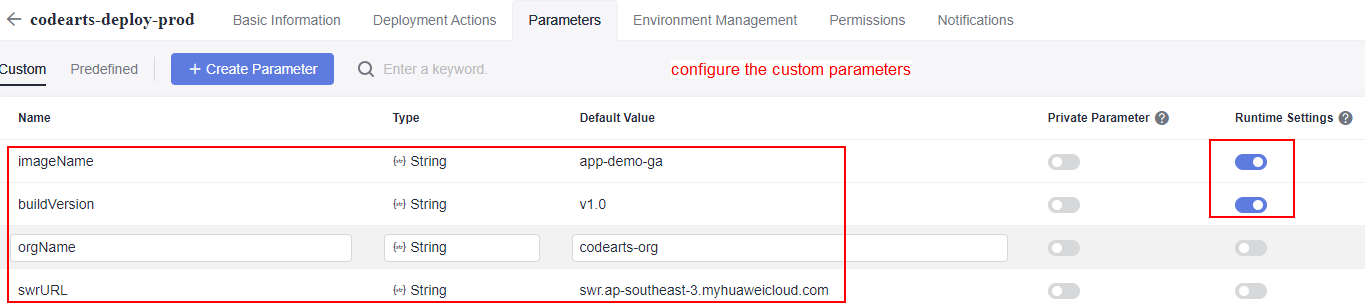 codearts-deploy-prod Basic Information Deployment Actions Parameters Environment Management Permissions Notifications
Custom Predefined + Create Parameter Enter a keyword. configure the custom parameters
Name Type Default Value Private Parameter ? Runtime Settings ?
imageName String app-demo-ga
buildVersion String v1.0
orgName String codearts-org
swrURL String swr.ap-southeast-3.myhuaweicloud.com